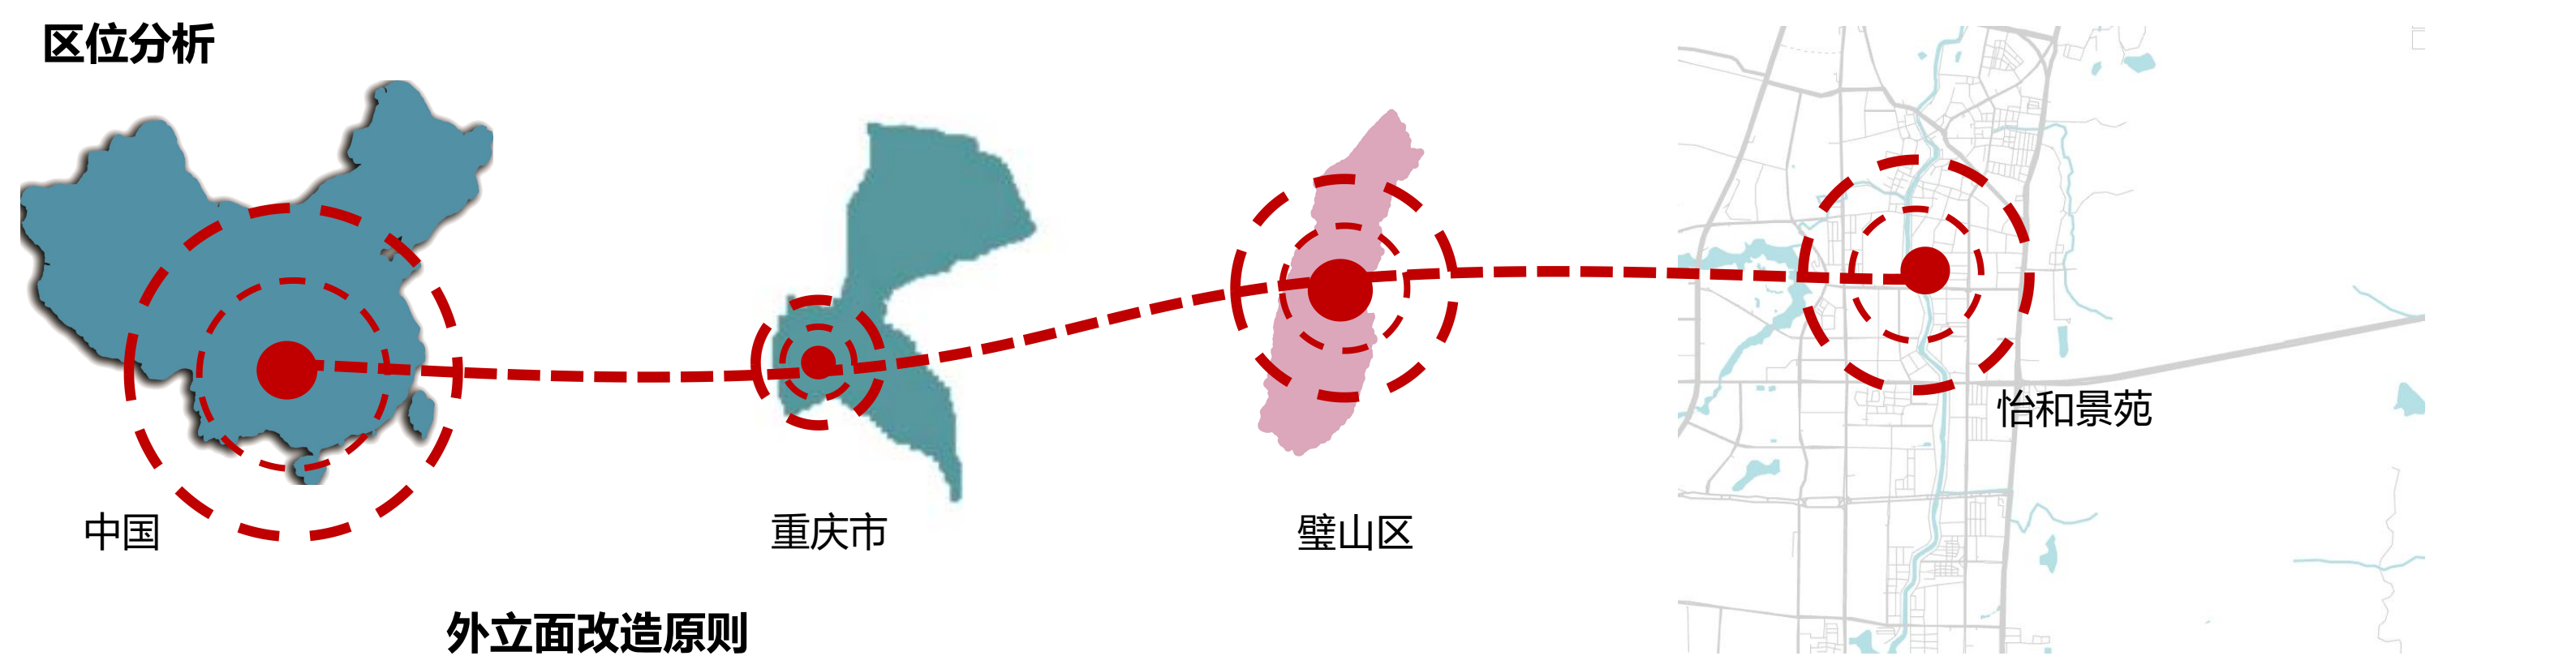 区位分析
怡和景苑
中国
重庆市
璧山区
外立面改造原则